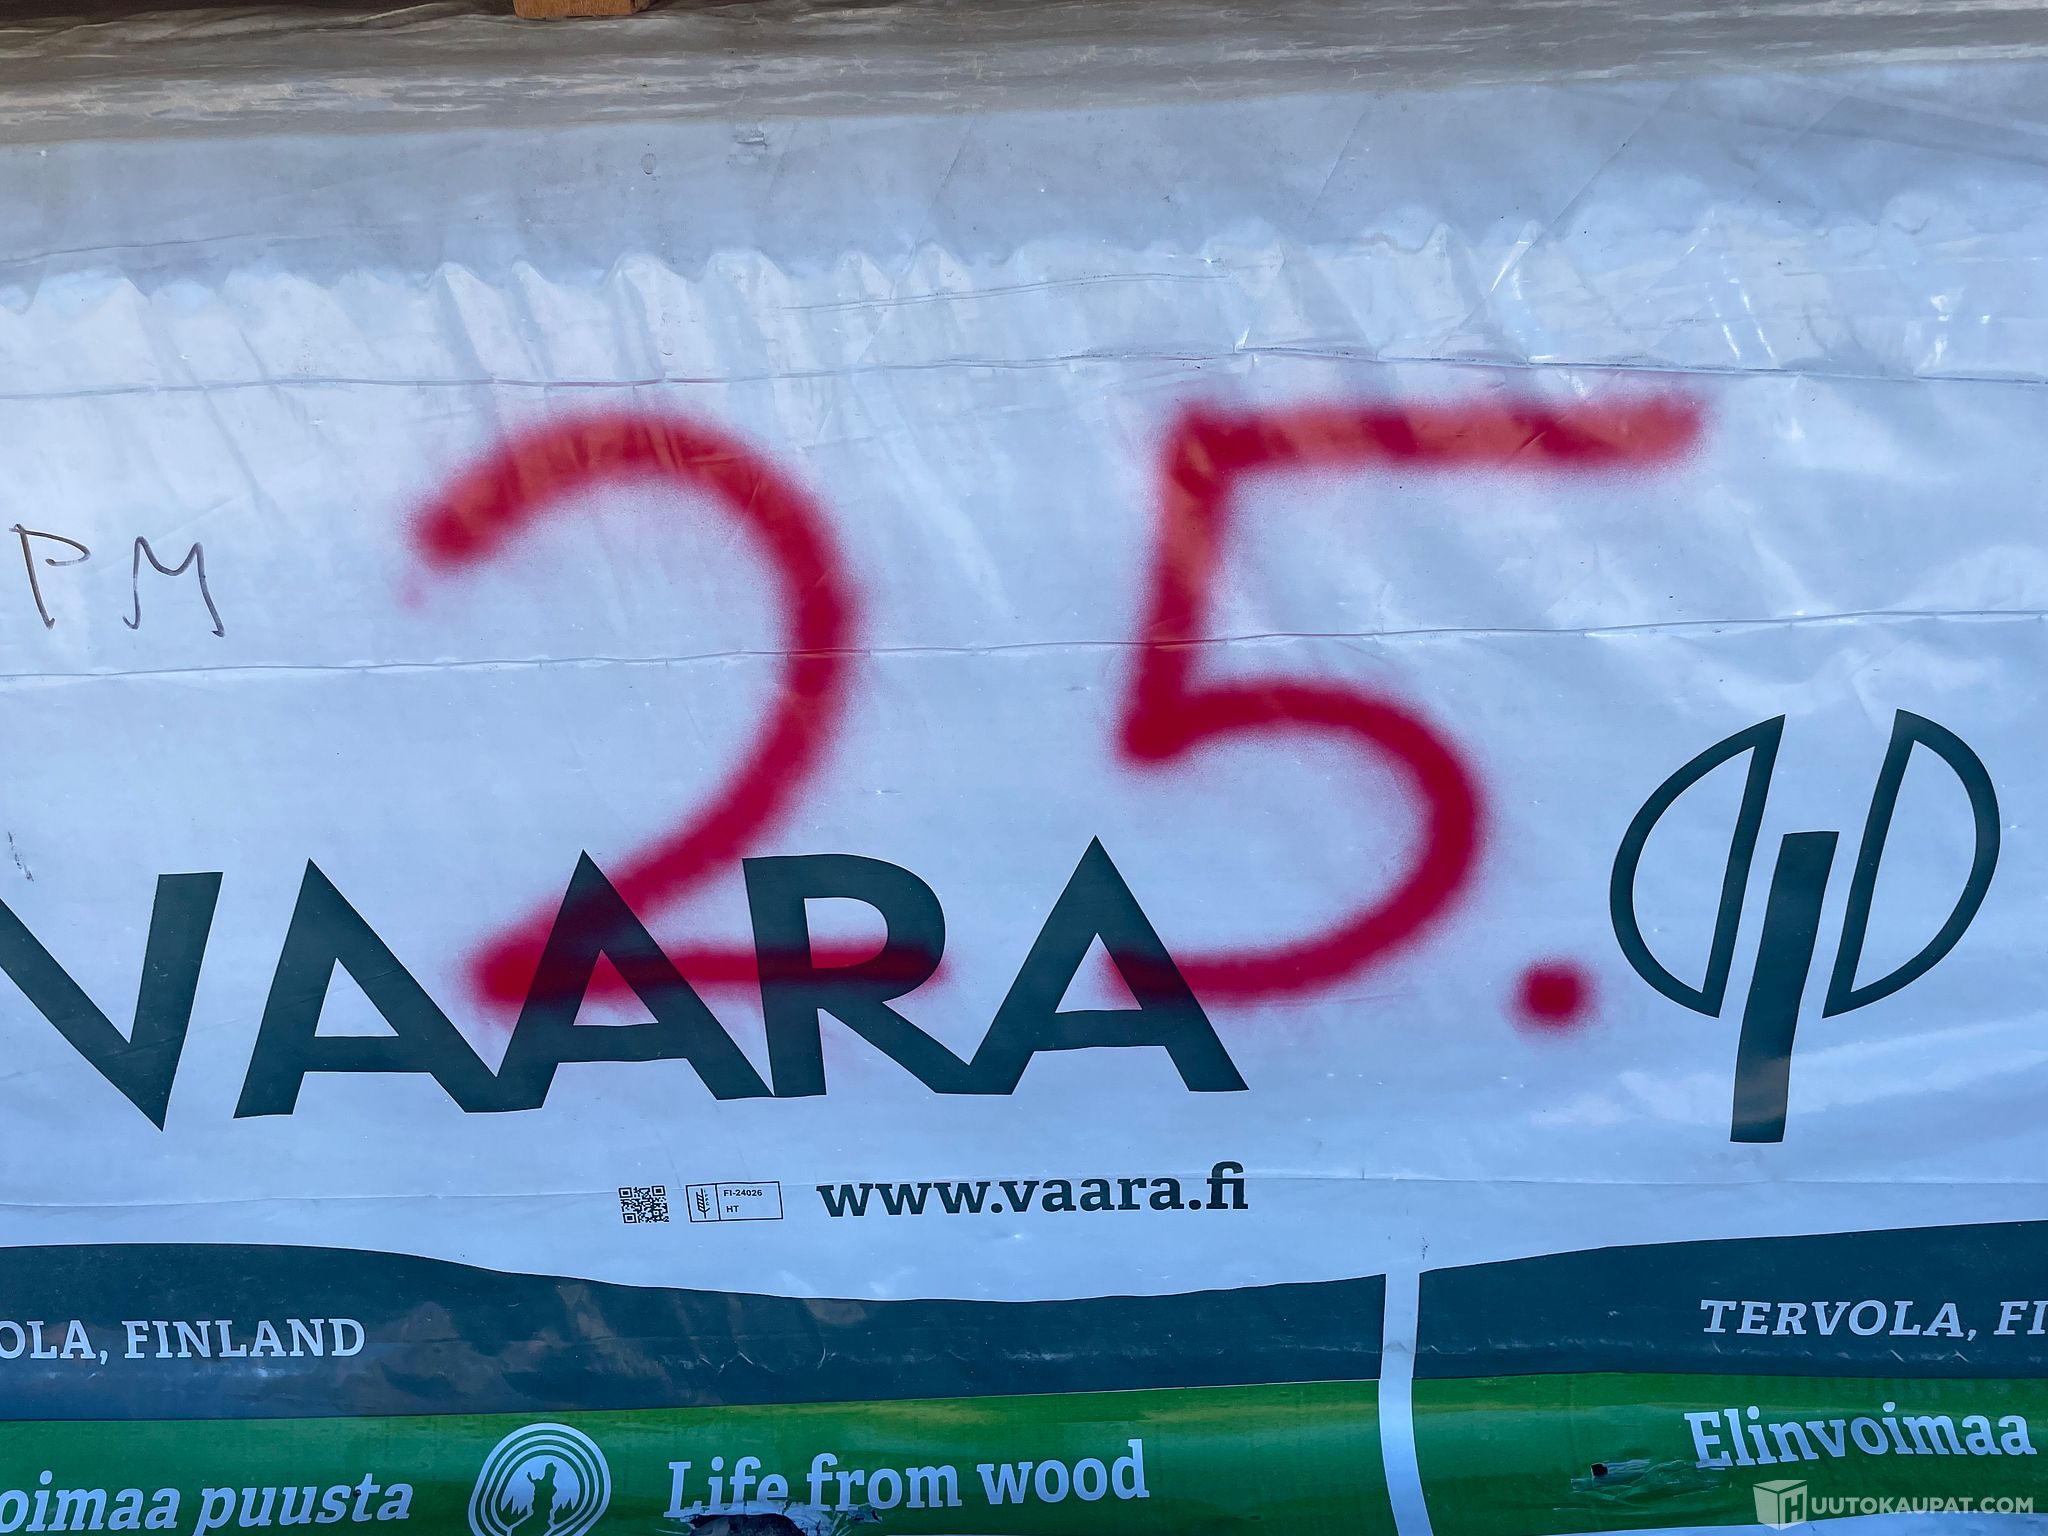 PM
25.
VAARA
FI-24026
HT
www.vaara.fi
OLA, FINLAND
TERVOLA, FI
oimaa puusta
Life from wood
Elinvoimaa
HUUTOKAUPAT.COM